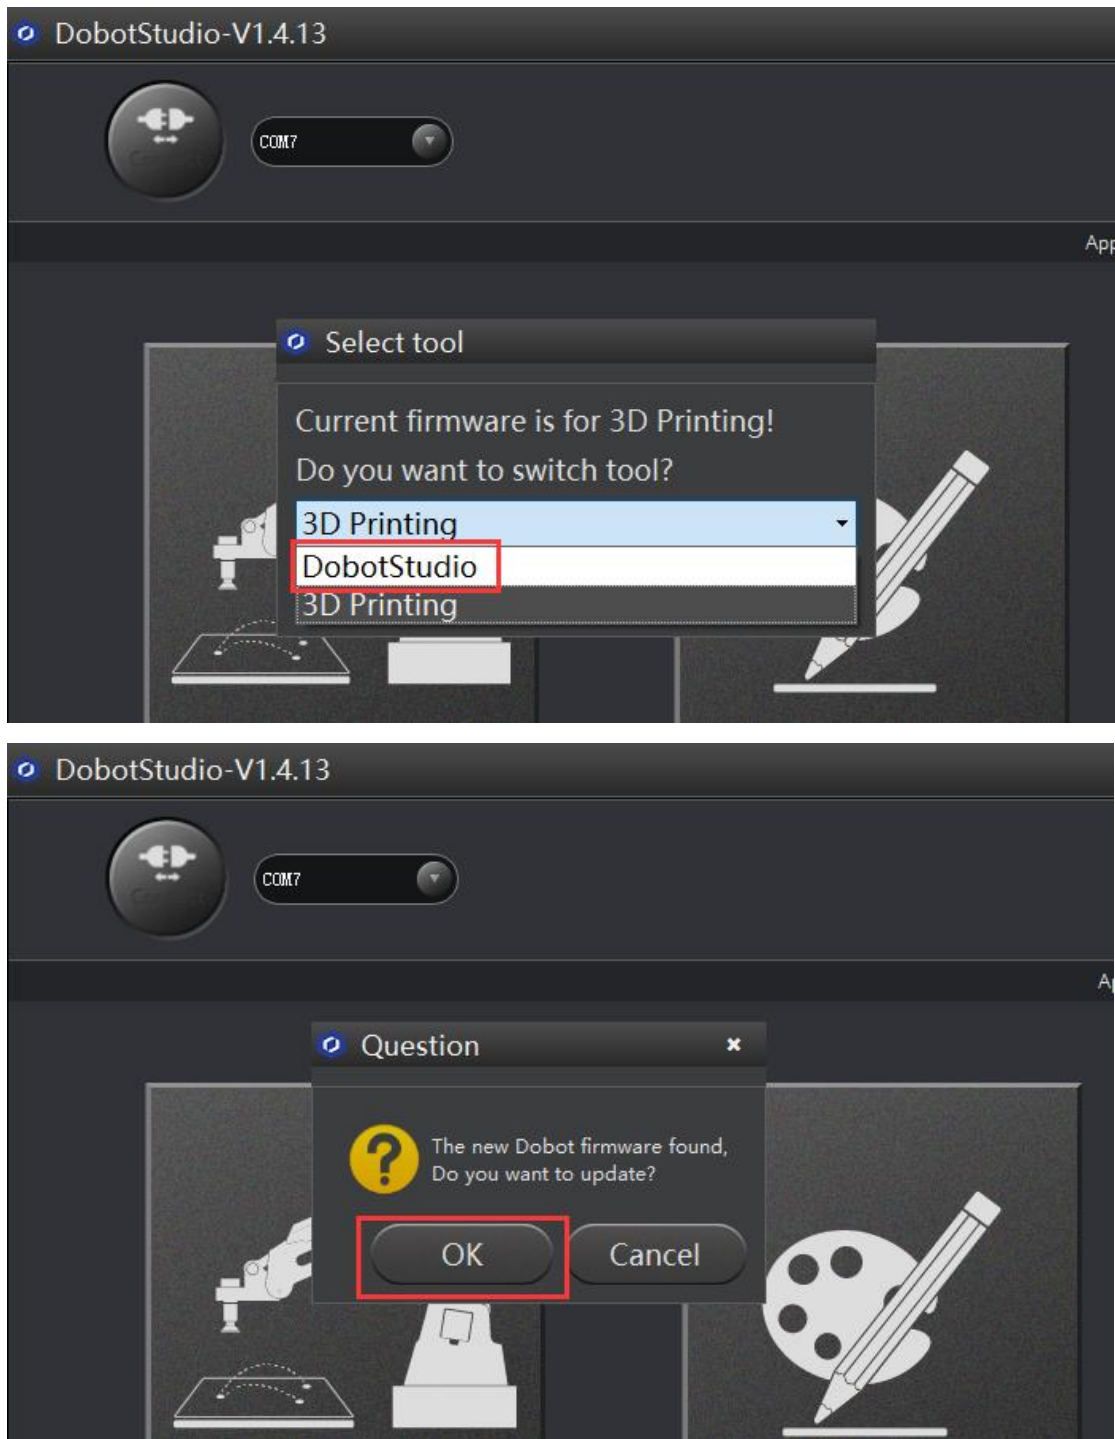 DobotStudio-V1.4.13
COM7
App
Select tool
Current firmware is for 3D Printing!
Do you want to switch tool?
3D Printing
DobotStudio
3D Printing
DobotStudio-V1.4.13
COM7
Question
The new Dobot firmware found,
Do you want to update?
OK
Cancel